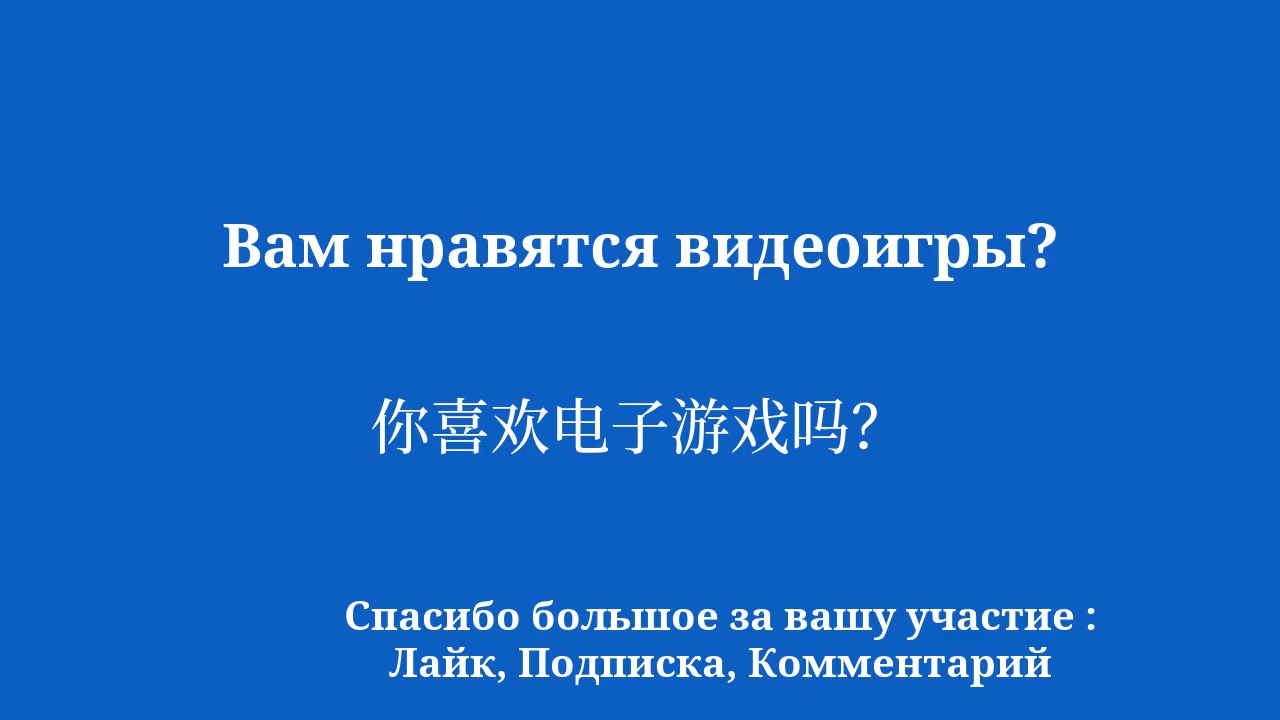 Вам нравятся видеоигры?
你喜欢电子游戏吗?
Спасибо большое за вашу участие :
Лайк, Подписка, Комментарий